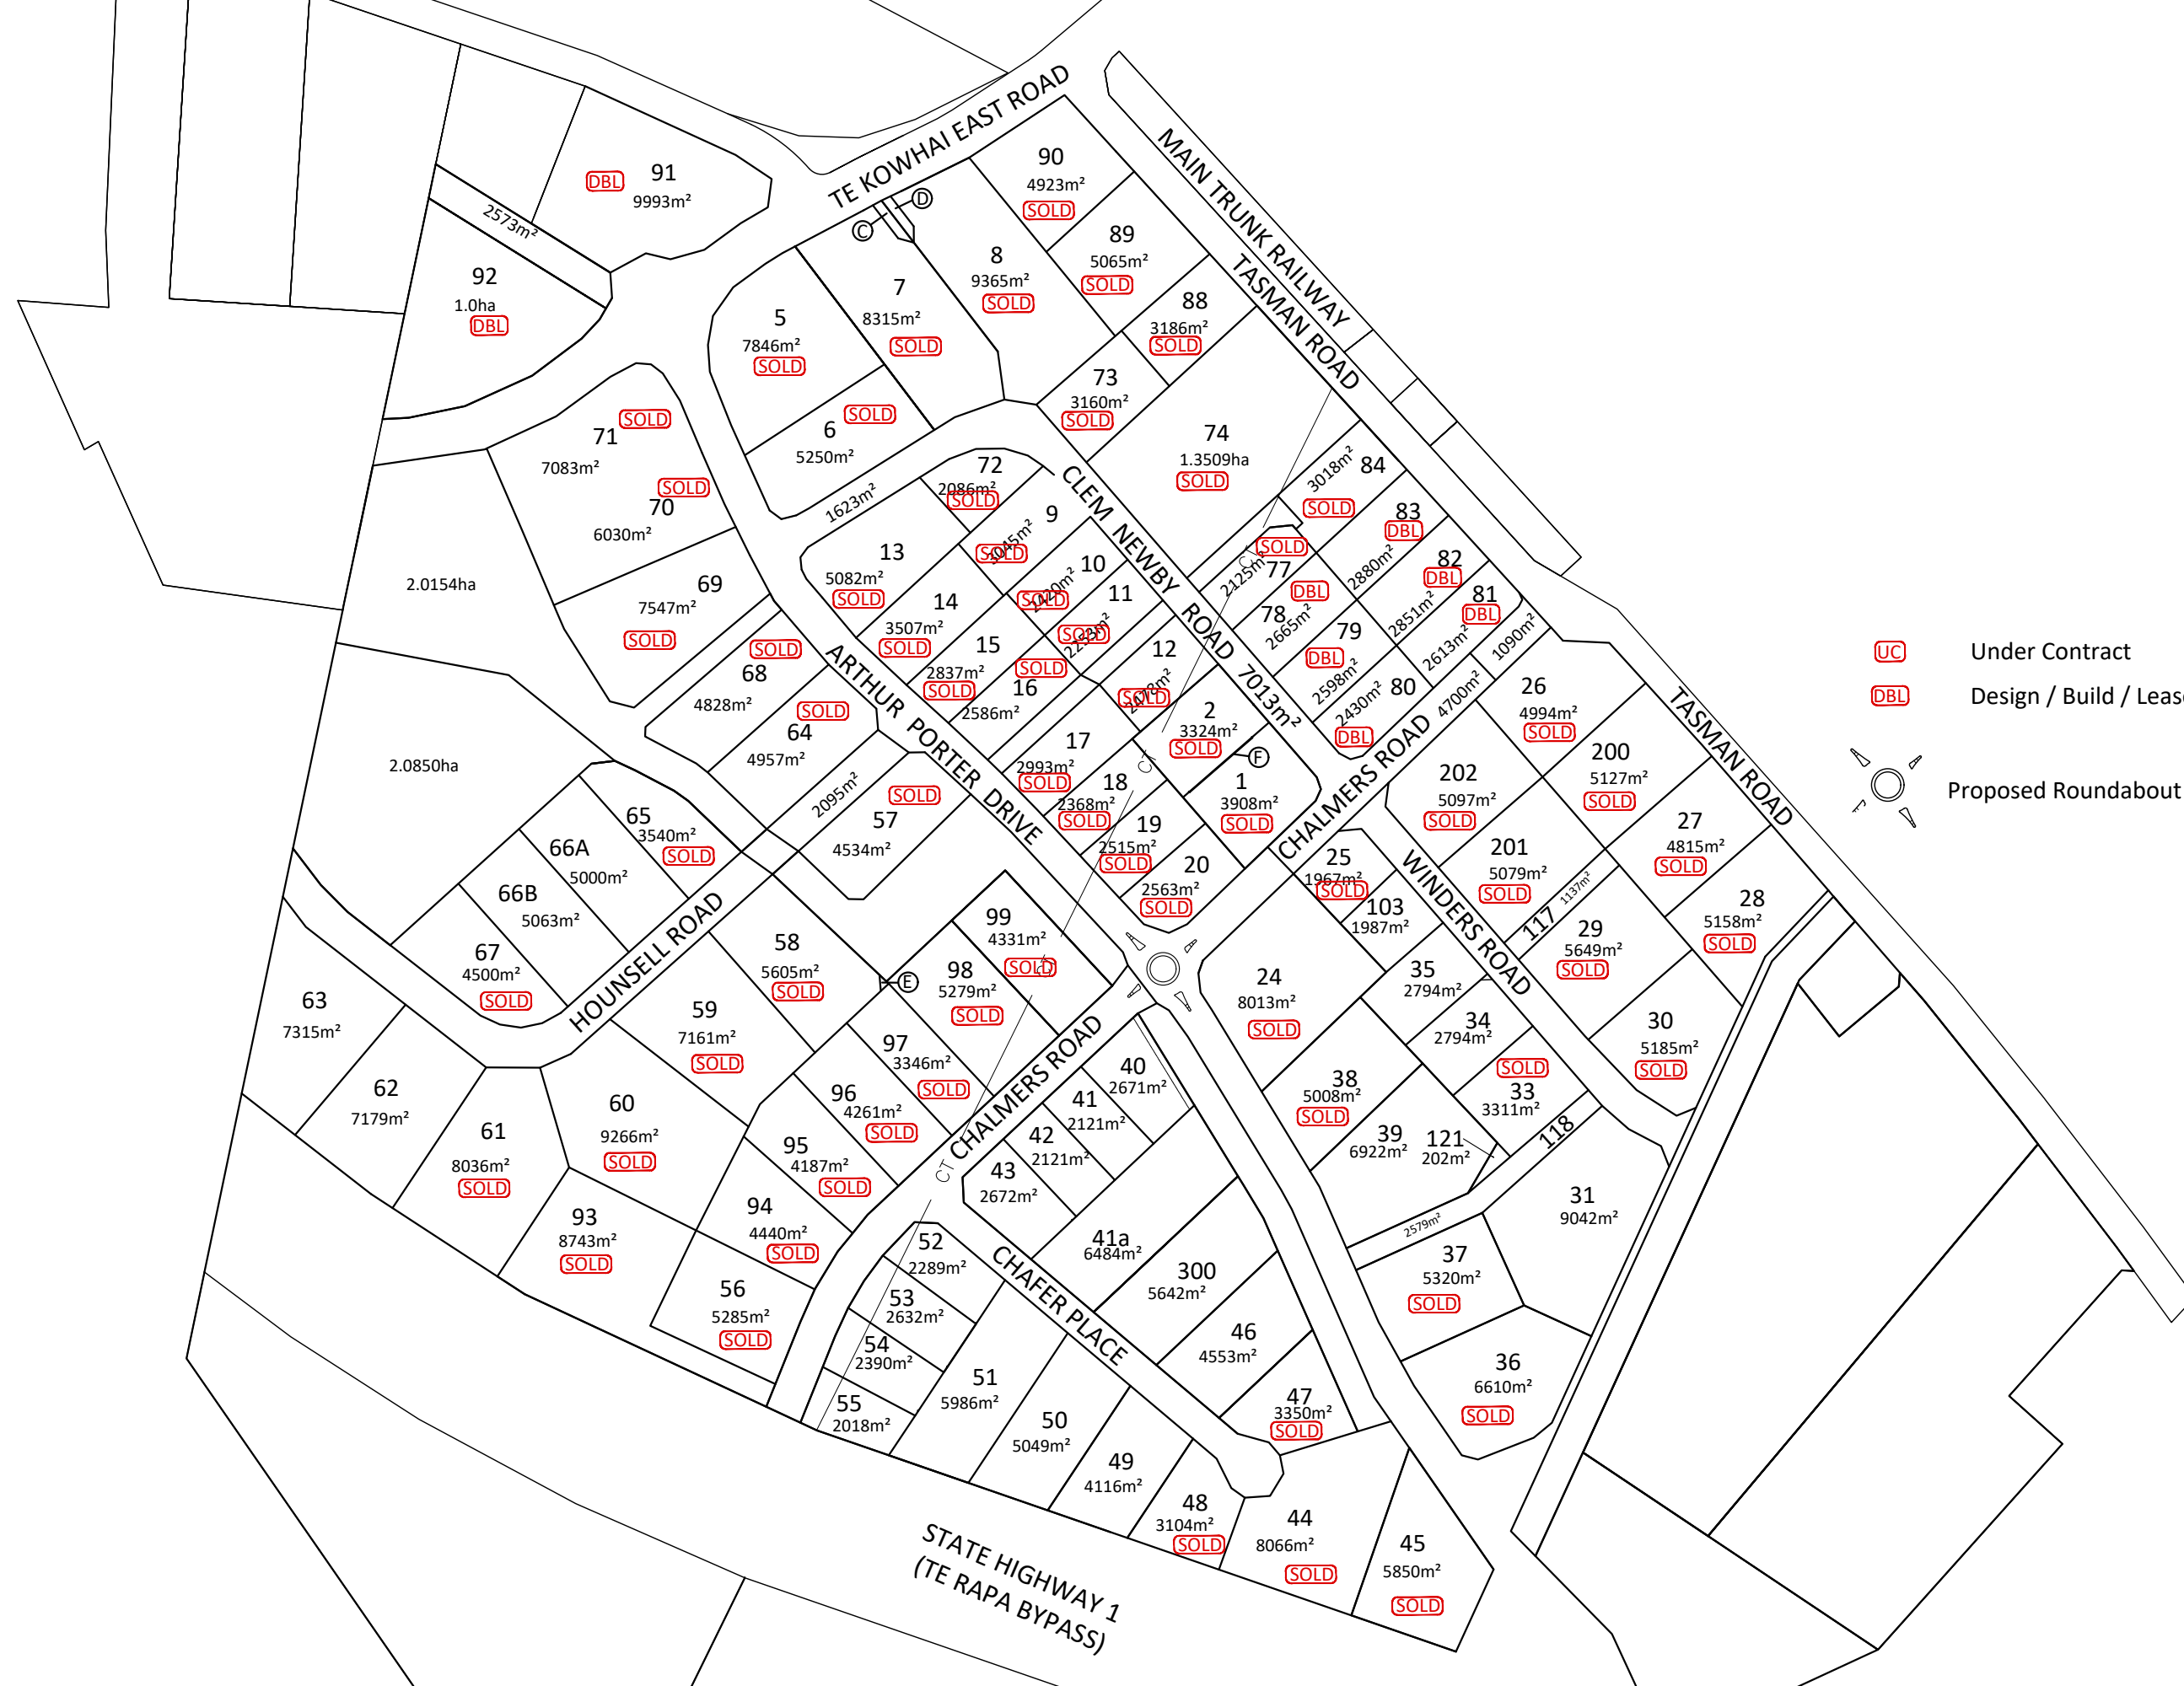 TE KOWHAI EAST ROAD
MAIN TRUNK RAILWAY
TASMAN ROAD
91
DBL
9993m²
2573m²
92
1.0ha
DBL
D
C
90
4923m²
SOLD
89
5065m²
SOLD
8
9365m²
SOLD
7
8315m²
SOLD
88
3186m²
SOLD
5
7846m²
SOLD
6
SOLD
5250m²
73
3160m²
SOLD
74
1.3509ha
SOLD
71
SOLD
7083m²
SOLD
70
6030m²
69
7547m²
SOLD
2.0154ha
2.0850ha
1623m²
72
2086m²
SOLD
CLEM NEWBY ROAD 7013m²
9
SOLD
10
SOLD
11
SOLD
12
SOLD
13
5082m²
SOLD
14
3507m²
SOLD
15
2837m²
SOLD
SOLD
16
2586m²
17
2993m²
SOLD
18
2368m²
SOLD
19
2515m²
SOLD
20
2563m²
SOLD
2
3324m²
SOLD
F
1
3908m²
SOLD
CT
CT
84
3018m²
SOLD
83
DBL
2880m²
82
DBL
2851m²
81
DBL
2613m²
1090m²
SOLD
77
2125m²
DBL
78
2665m²
79
DBL
2598m²
80
2430m²
DBL
CHALMERS ROAD
4700m²
ARTHUR PORTER DRIVE
SOLD
68
4828m²
SOLD
64
4957m²
2095m²
SOLD
57
4534m²
65
3540m²
SOLD
66A
5000m²
66B
5063m²
67
4500m²
SOLD
HOUNSELL ROAD
63
7315m²
62
7179m²
61
8036m²
SOLD
60
9266m²
SOLD
93
8743m²
SOLD
58
5605m²
SOLD
59
7161m²
SOLD
E
99
4331m²
SOLD
CT
98
5279m²
SOLD
97
3346m²
SOLD
96
4261m²
SOLD
95
4187m²
SOLD
94
4440m²
SOLD
56
5285m²
SOLD
CHALMERS ROAD
CT
26
4994m²
SOLD
200
5127m²
SOLD
202
5097m²
SOLD
201
5079m²
SOLD
27
4815m²
SOLD
28
5158m²
SOLD
117
1137m²
29
5649m²
SOLD
30
5185m²
SOLD
TASMAN ROAD
WINDERS ROAD
25
1967m²
SOLD
103
1987m²
24
8013m²
SOLD
35
2794m²
34
2794m²
SOLD
33
3311m²
38
5008m²
SOLD
39
6922m²
121
202m²
118
2579m²
31
9042m²
37
5320m²
SOLD
36
6610m²
SOLD
40
2671m²
41
2121m²
42
2121m²
43
2672m²
41a
6484m²
300
5642m²
46
4553m²
47
3350m²
SOLD
CHAFER PLACE
52
2289m²
53
2632m²
54
2390m²
55
2018m²
51
5986m²
50
5049m²
49
4116m²
48
3104m²
SOLD
44
8066m²
SOLD
45
5850m²
SOLD
STATE HIGHWAY 1
(TE RAPA BYPASS)
UC Under Contract
DBL Design / Build / Lease
Proposed Roundabout